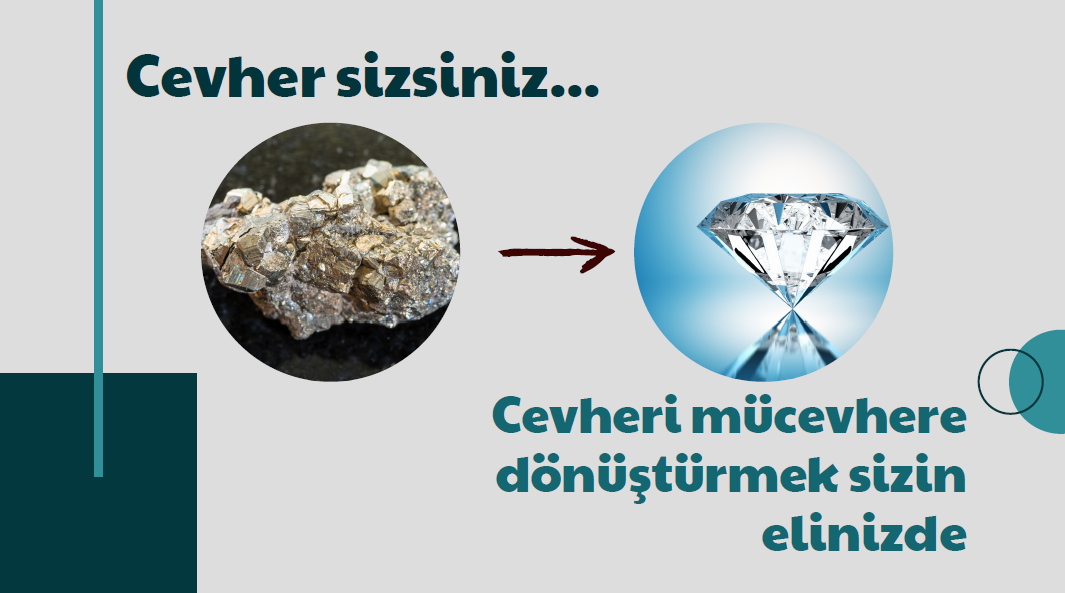 Cevher sizsiniz...
Cevheri mücevhere
dönüştürmek sizin
elinizde